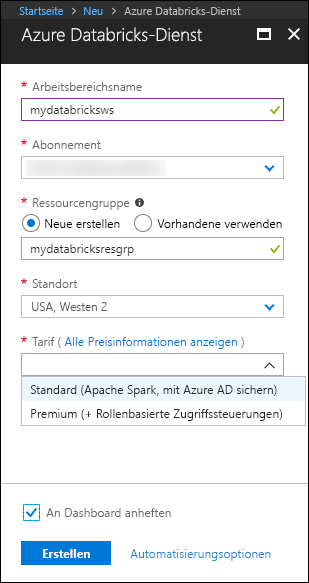 Startseite > Neu > Azure Databricks-Dienst
Azure Databricks-Dienst
* Arbeitsbereichsname
mydatabricksws
* Abonnement
* Ressourcengruppe
Neue erstellen Vorhandene verwenden
mydatabricksresgrp
* Standort
USA, Westen 2
* Tarif ( Alle Preisinformationen anzeigen )
Standard (Apache Spark, mit Azure AD sichern)
Premium (+ Rollenbasierte Zugriffssteuerungen)
An Dashboard anheften
Erstellen Automatisierungsoptionen